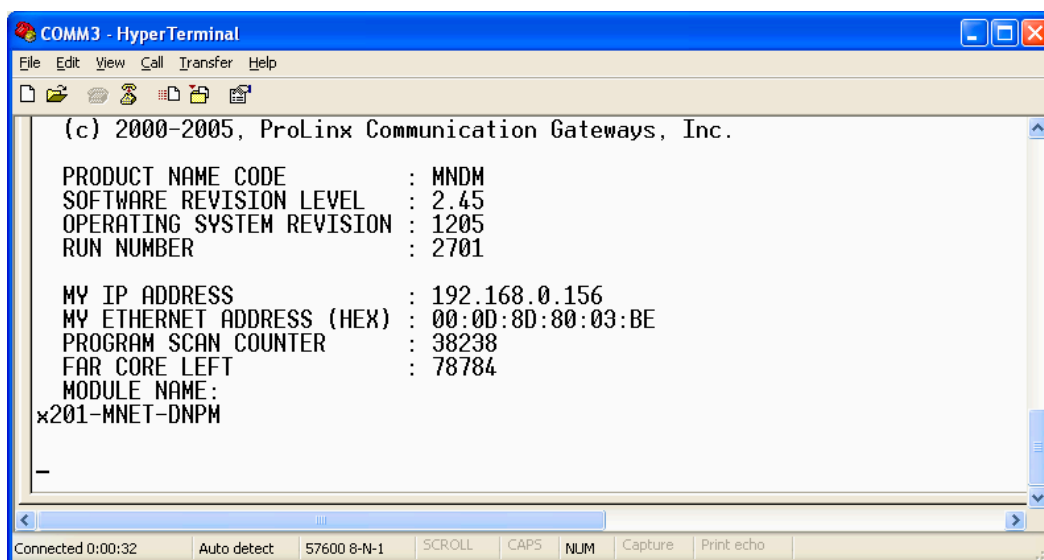 COMM3 - HyperTerminal
File Edit View Call Transfer Help
(c) 2000-2005, ProLinx Communication Gateways, Inc.
PRODUCT NAME CODE : MNDM
SOFTWARE REVISION LEVEL : 2.45
OPERATING SYSTEM REVISION : 1205
RUN NUMBER : 2701
MY IP ADDRESS : 192.168.0.156
MY ETHERNET ADDRESS (HEX) : 00:0D:8D:80:03:BE
PROGRAM SCAN COUNTER : 38238
FAR CORE LEFT : 78784
MODULE NAME:
x201-MNET-DNPM
Connected 0:00:32 Auto detect 57600 8-N-1 SCROLL CAPS NUM Capture Print echo